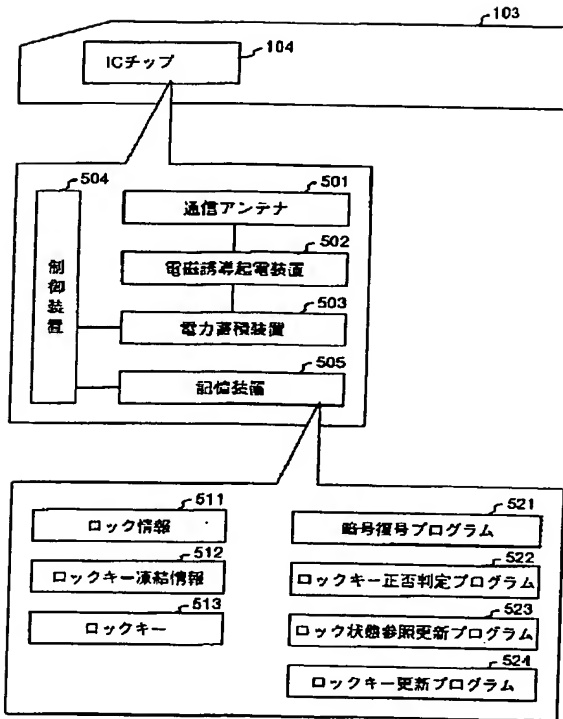 103
ICチップ
104
504
501
通信アンテナ
502
制御装置
電磁誘導起電装置
503
電力蓄積装置
505
記憶装置
511
ロック情報
521
暗号復号プログラム
512
ロックキー凍結情報
522
ロックキー正否判定プログラム
513
ロックキー
523
ロック状態参照更新プログラム
524
ロックキー更新プログラム